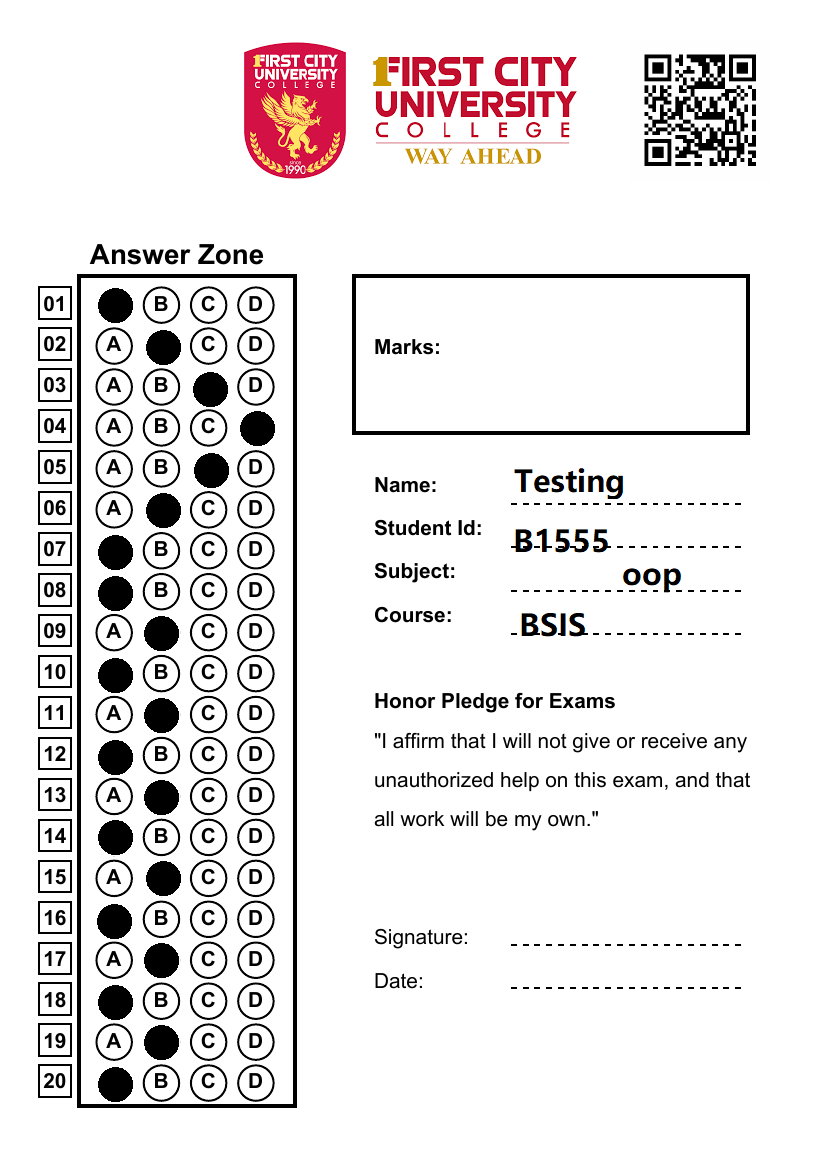 1FIRST CITY
UNIVERSITY
COLLEGE
since
1990
1FIRST CITY
UNIVERSITY
COLLEGE
WAY AHEAD
Answer Zone
01 B C D
02 A C D
03 A B D
04 A B C
05 A B D
06 A C D
07 B C D
08 B C D
09 A C D
10 B C D
11 A C D
12 B C D
13 A C D
14 B C D
15 A C D
16 B C D
17 A C D
18 B C D
19 A C D
20 B C D
Marks:
Name: Testing
Student Id: B1555
Subject: oop
Course: BSIS
Honor Pledge for Exams
"I affirm that I will not give or receive any
unauthorized help on this exam, and that
all work will be my own."
Signature:
Date: